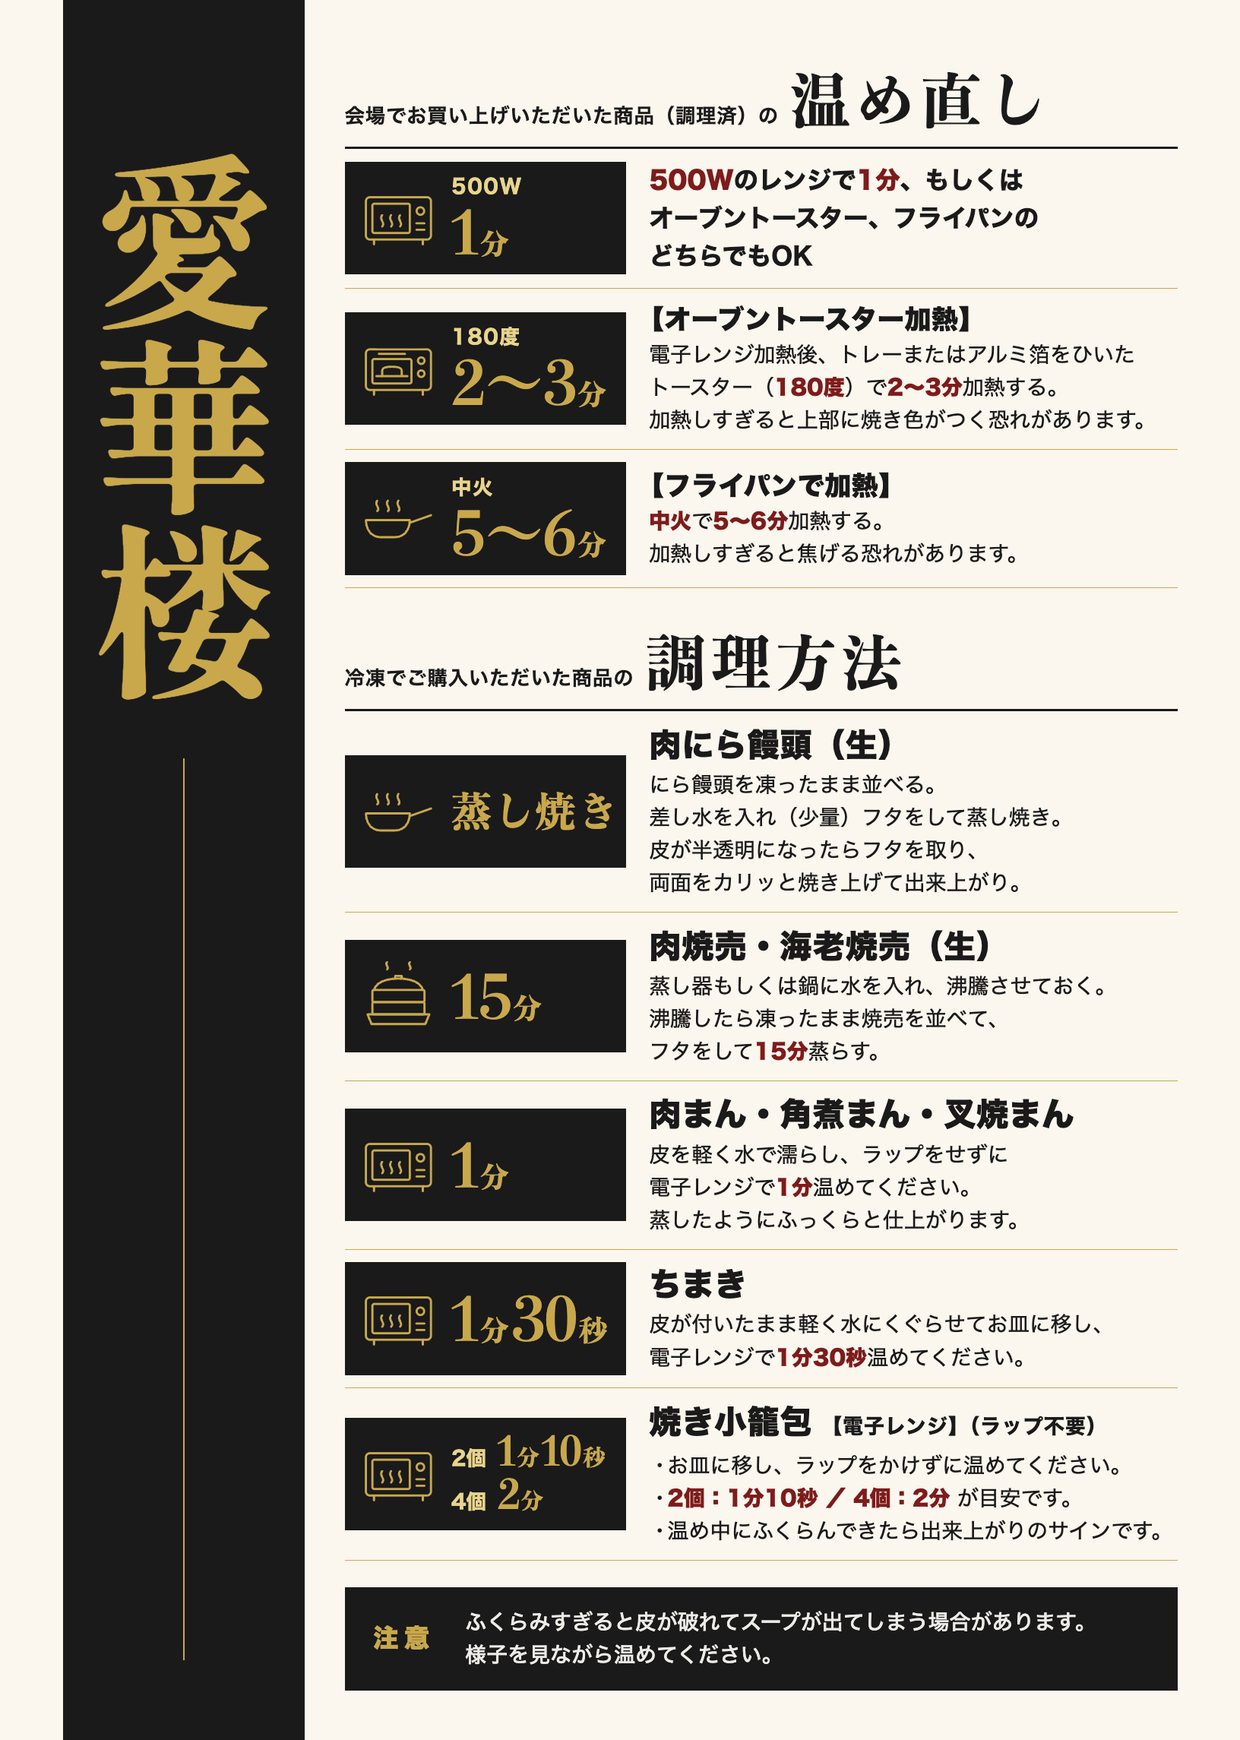 愛華楼
会場でお買い上げいただいた商品（調理済）の 温め直し
500W
1分
500Wのレンジで1分、もしくは
オーブントースター、フライパンの
どちらでもOK
180度
2〜3分
【オーブントースター加熱】
電子レンジ加熱後、トレーまたはアルミ箔をひいた
トースター（180度）で2〜3分加熱する。
加熱しすぎると上部に焼き色がつく恐れがあります。
中火
5〜6分
【フライパンで加熱】
中火で5〜6分加熱する。
加熱しすぎると焦げる恐れがあります。
冷凍でご購入いただいた商品の 調理方法
蒸し焼き
肉にら饅頭（生）
にら饅頭を凍ったまま並べる。
差し水を入れ（少量）フタをして蒸し焼き。
皮が半透明になったらフタを取り、
両面をカリッと焼き上げて出来上がり。
15分
肉焼売・海老焼売（生）
蒸し器もしくは鍋に水を入れ、沸騰させておく。
沸騰したら凍ったまま焼売を並べて、
フタをして15分蒸らす。
1分
肉まん・角煮まん・叉焼まん
皮を軽く水で濡らし、ラップをせずに
電子レンジで1分温めてください。
蒸したようにふっくらと仕上がります。
1分30秒
ちまき
皮が付いたまま軽く水にくぐらせてお皿に移し、
電子レンジで1分30秒温めてください。
2個 1分10秒
4個 2分
焼き小籠包 【電子レンジ】（ラップ不要）
・お皿に移し、ラップをかけずに温めてください。
・2個：1分10秒 ／ 4個：2分 が目安です。
・温め中にふくらんできたら出来上がりのサインです。
注意
ふくらみすぎると皮が破れてスープが出てしまう場合があります。
様子を見ながら温めてください。